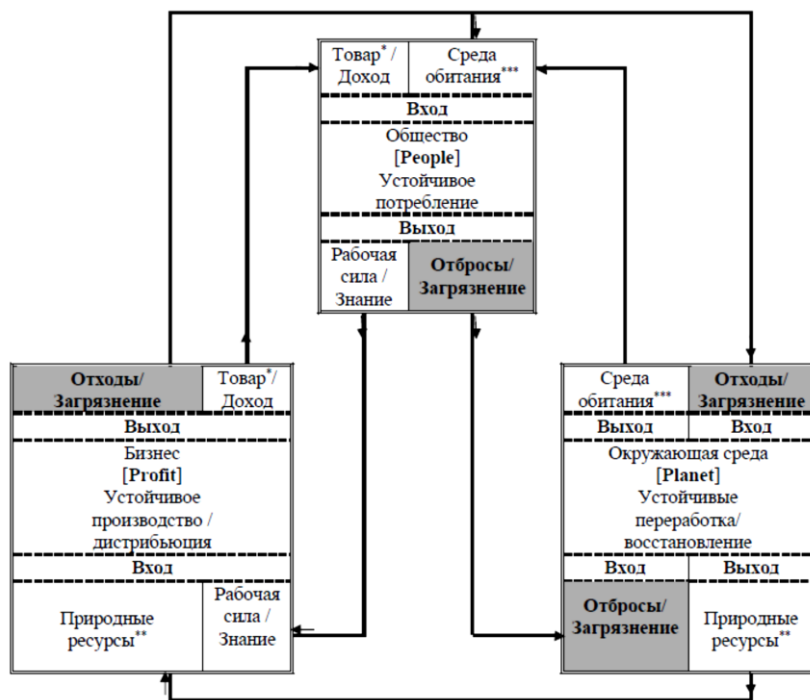 Товар* /
Доход
Среда
обитания***
Вход
Общество
[People]
Устойчивое
потребление
Выход
Рабочая
сила /
Знание
Отбросы/
Загрязнение
Отходы/
Загрязнение
Товар*/
Доход
Выход
Бизнес
[Profit]
Устойчивое
производство /
дистрибьюция
Вход
Природные
ресурсы**
Рабочая
сила /
Знание
Среда
обитания***
Отходы/
Загрязнение
Выход
Вход
Окружающая среда
[Planet]
Устойчивые
переработка/
восстановление
Вход
Выход
Отбросы/
Загрязнение
Природные
ресурсы**